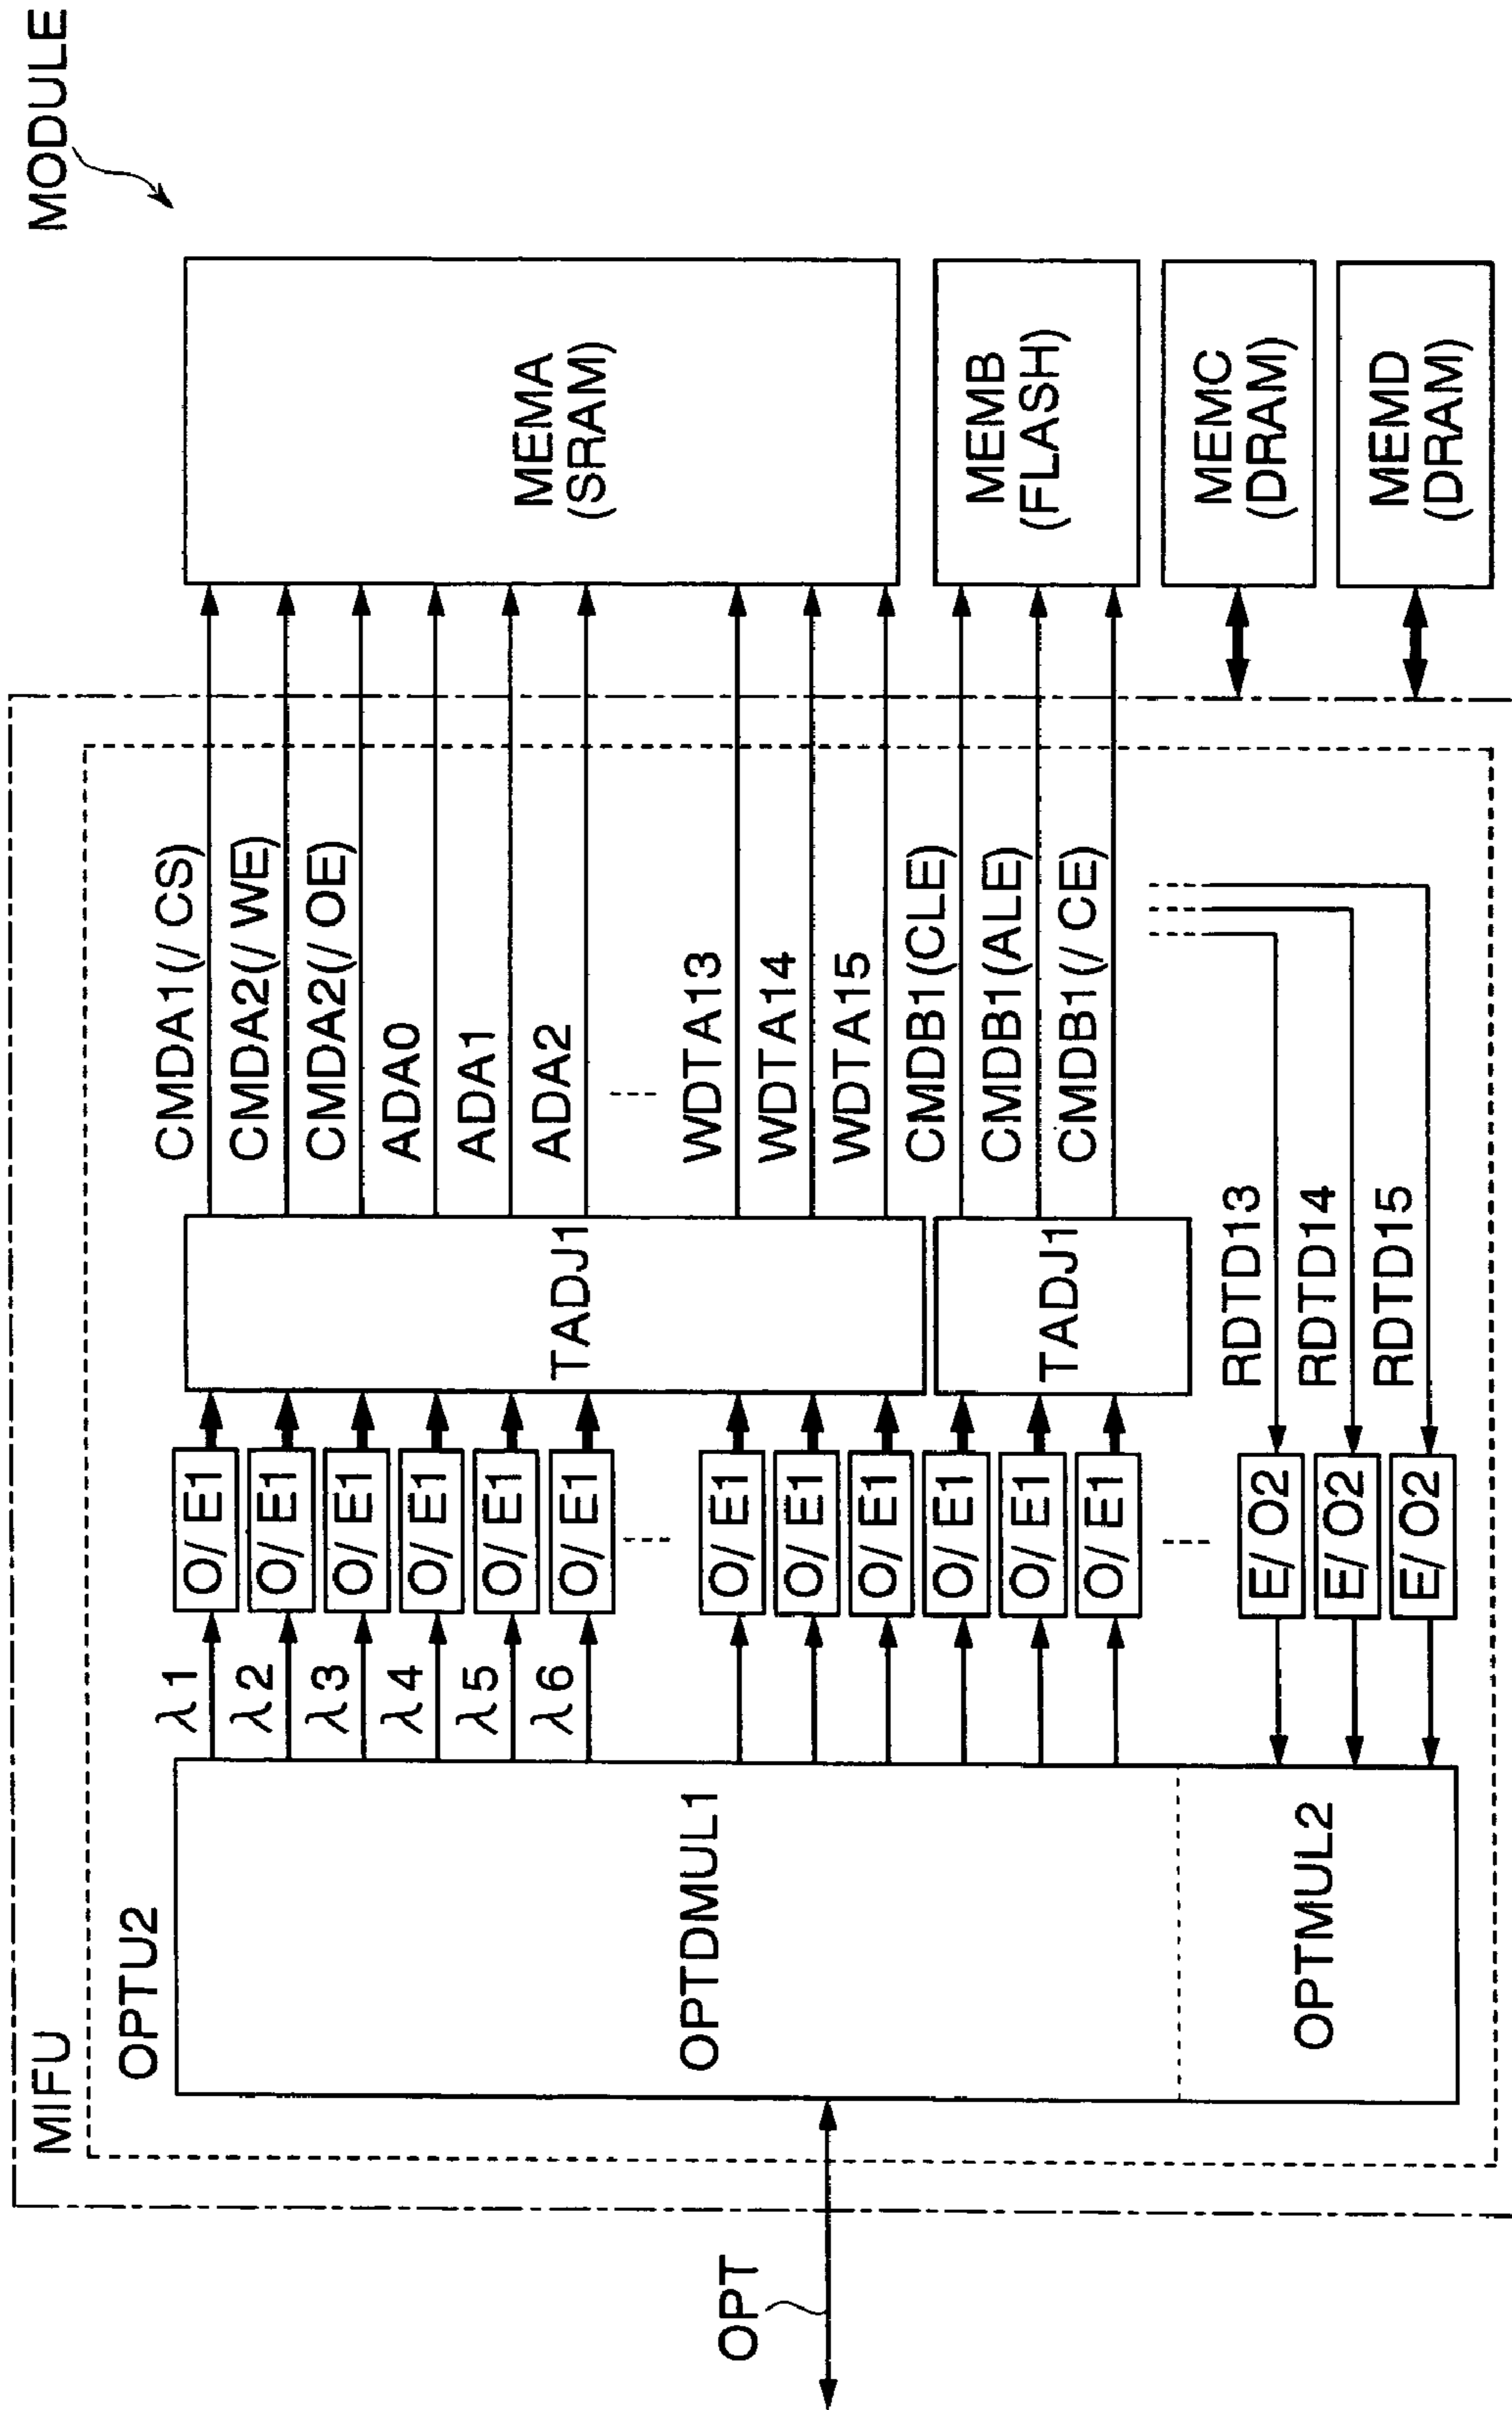 MODULE
MIFU
OPTU2
OPT
OPTDMUL1
OPTMUL2
λ1
λ2
λ3
λ4
λ5
λ6
O/E1
O/E1
O/E1
O/E1
O/E1
O/E1
O/E1
O/E1
O/E1
O/E1
O/E1
O/E1
E/O2
E/O2
E/O2
TADJ1
TADJ1
CMDA1(/CS)
CMDA2(/WE)
CMDA2(/OE)
ADA0
ADA1
ADA2
WDTA13
WDTA14
WDTA15
CMDB1(CLE)
CMDB1(ALE)
CMDB1(/CE)
RDTD13
RDTD14
RDTD15
MEMA
(SRAM)
MEMB
(FLASH)
MEMC
(DRAM)
MEMD
(DRAM)